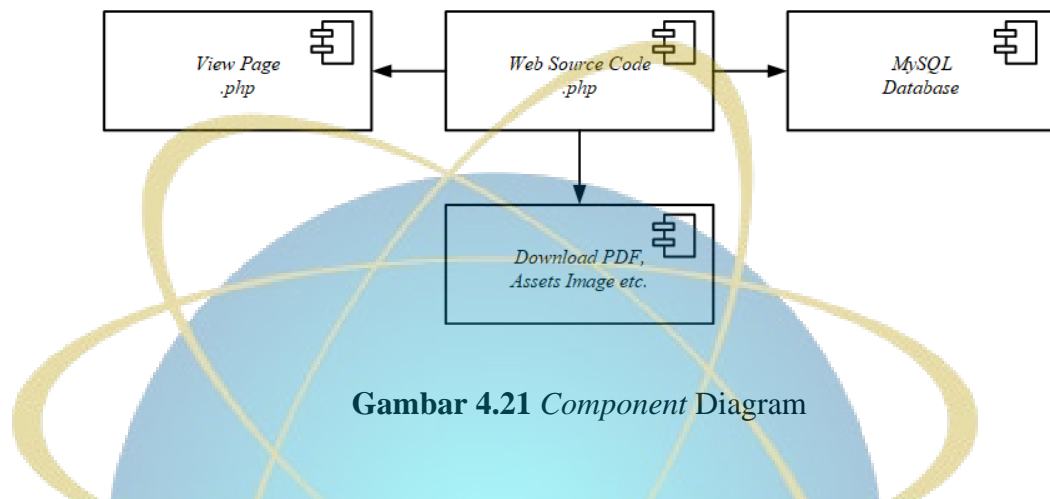 View Page
.php
Web Source Code
.php
MySQL
Database
Download PDF,
Assets Image etc.
Gambar 4.21 Component Diagram